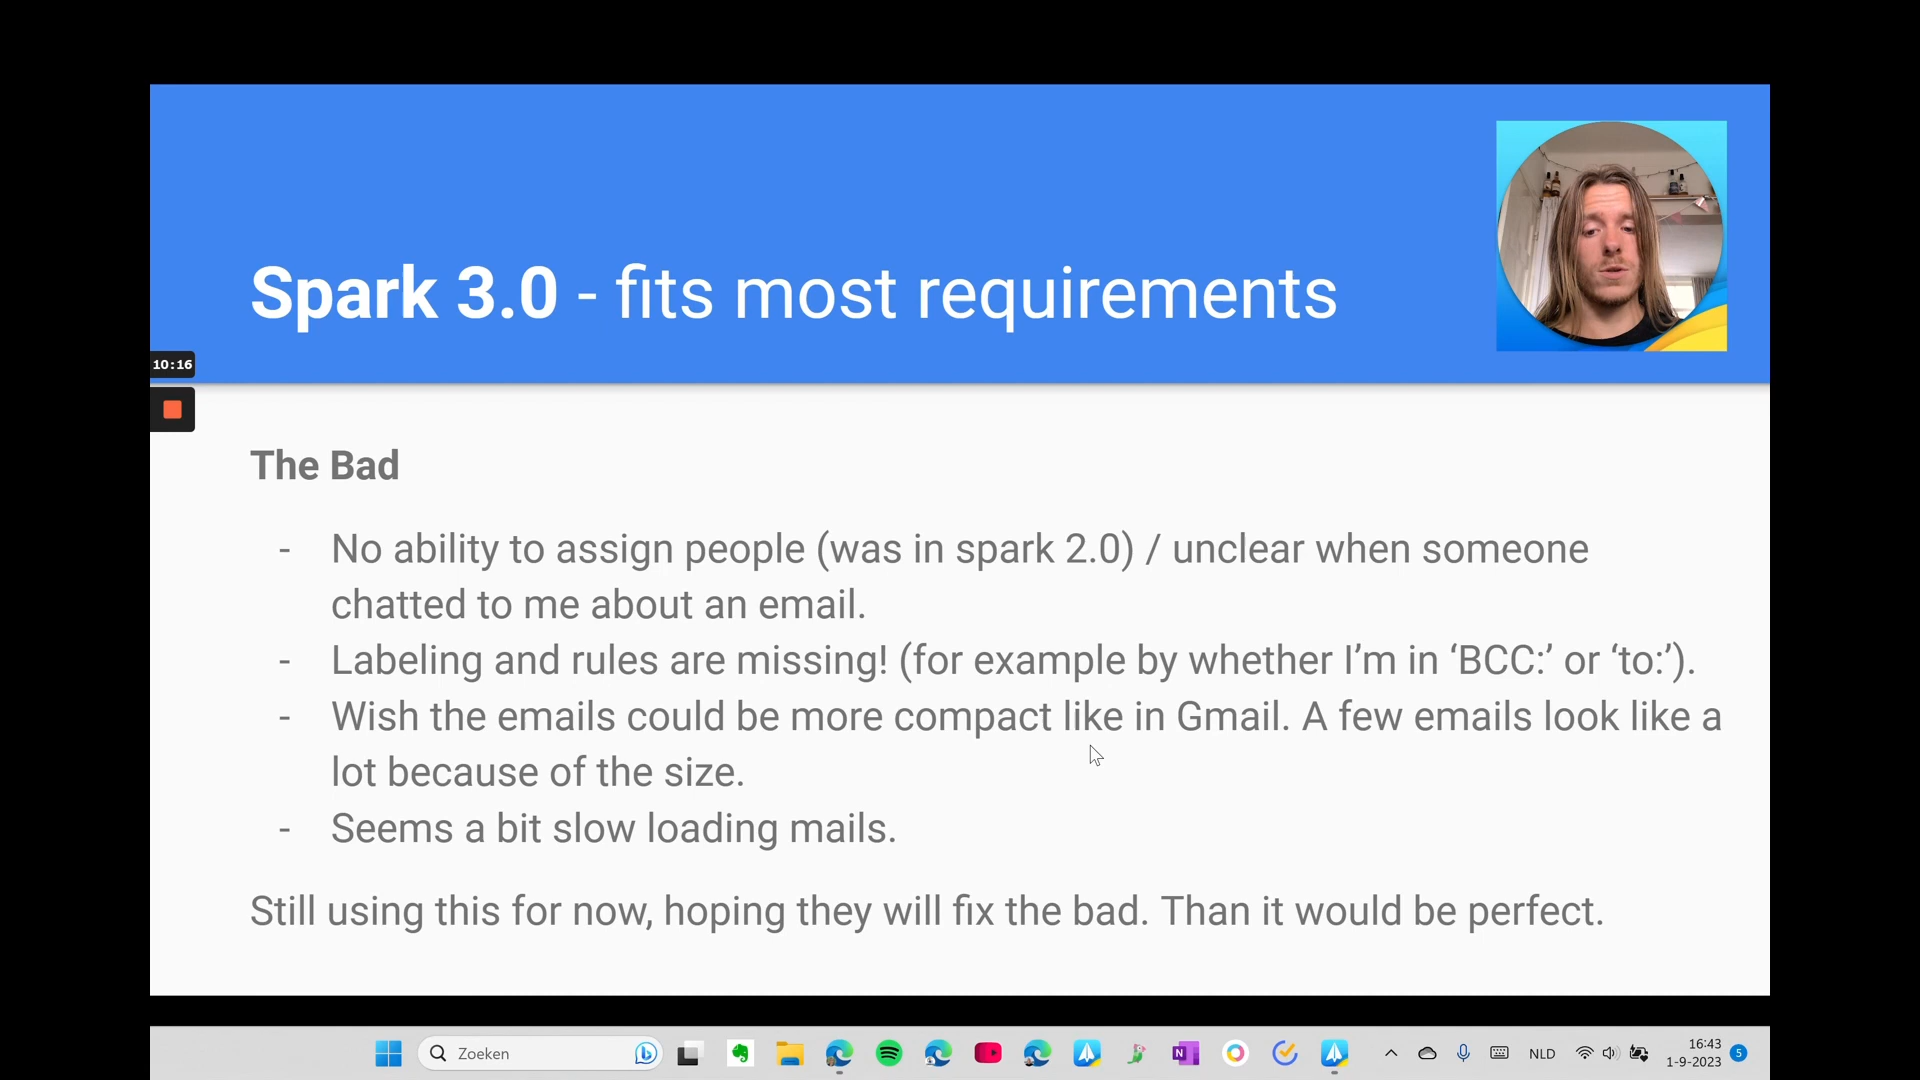 Spark 3.0 - fits most requirements
10:16
The Bad
- No ability to assign people (was in spark 2.0) / unclear when someone
chatted to me about an email.
- Labeling and rules are missing! (for example by whether I’m in ‘BCC:’ or ‘to:’).
- Wish the emails could be more compact like in Gmail. A few emails look like a
lot because of the size.
- Seems a bit slow loading mails.
Still using this for now, hoping they will fix the bad. Than it would be perfect.
Zoeken
N
NLD
16:43
1-9-2023
5